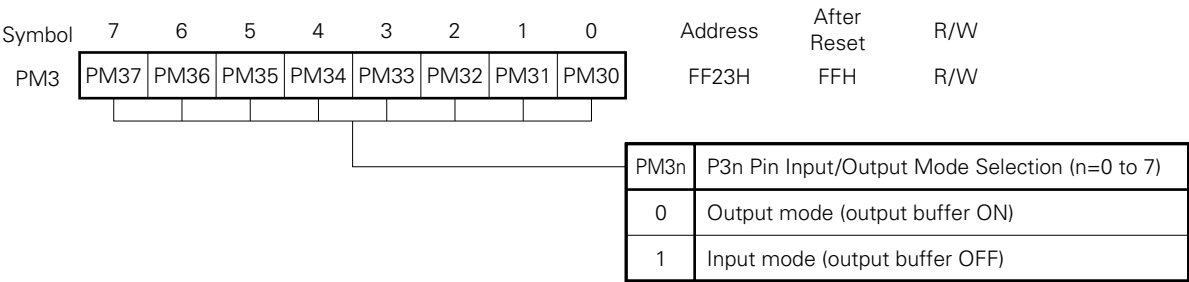 Symbol 7 6 5 4 3 2 1 0 Address After Reset R/W
PM3 PM37 PM36 PM35 PM34 PM33 PM32 PM31 PM30 FF23H FFH R/W
PM3n P3n Pin Input/Output Mode Selection (n=0 to 7)
0 Output mode (output buffer ON)
1 Input mode (output buffer OFF)